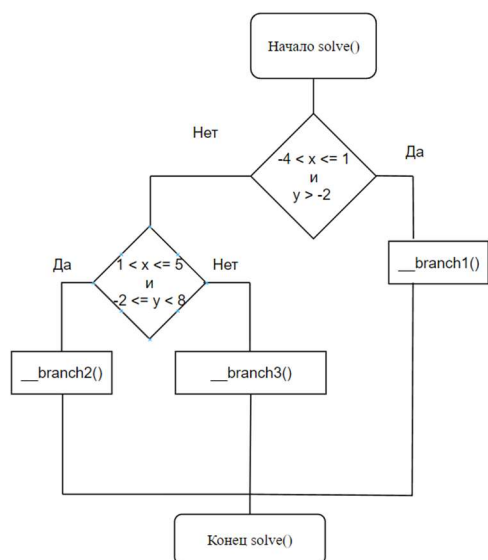 Начало solve()
Нет
-4 < x <= 1
и
y > -2
Да
Да
1 < x <= 5
и
-2 <= y < 8
Нет
__branch1()
__branch2()
__branch3()
Конец solve()